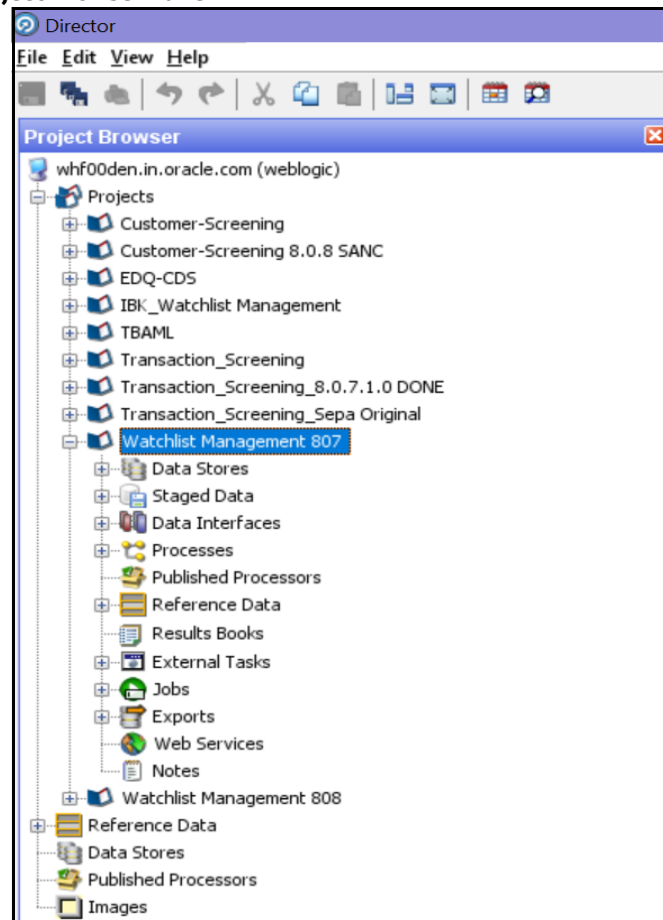 Director
File Edit View Help
Project Browser
whf00den.in.oracle.com (weblogic)
Projects
Customer-Screening
Customer-Screening 8.0.8 SANC
EDQ-CDS
IBK_Watchlist Management
TBAML
Transaction_Screening
Transaction_Screening_8.0.7.1.0 DONE
Transaction_Screening_Sepa Original
Watchlist Management 807
Data Stores
Staged Data
Data Interfaces
Processes
Published Processors
Reference Data
Results Books
External Tasks
Jobs
Exports
Web Services
Notes
Watchlist Management 808
Reference Data
Data Stores
Published Processors
Images